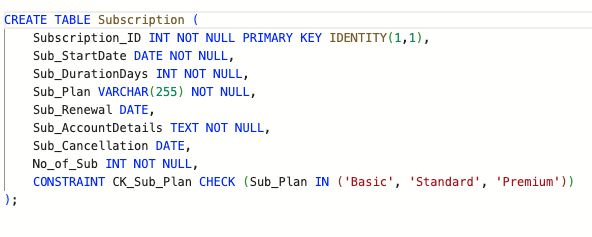 CREATE TABLE Subscription (
    Subscription_ID INT NOT NULL PRIMARY KEY IDENTITY(1,1),
    Sub_StartDate DATE NOT NULL,
    Sub_DurationDays INT NOT NULL,
    Sub_Plan VARCHAR(255) NOT NULL,
    Sub_Renewal DATE,
    Sub_AccountDetails TEXT NOT NULL,
    Sub_Cancellation DATE,
    No_of_Sub INT NOT NULL,
    CONSTRAINT CK_Sub_Plan CHECK (Sub_Plan IN ('Basic', 'Standard', 'Premium'))
);